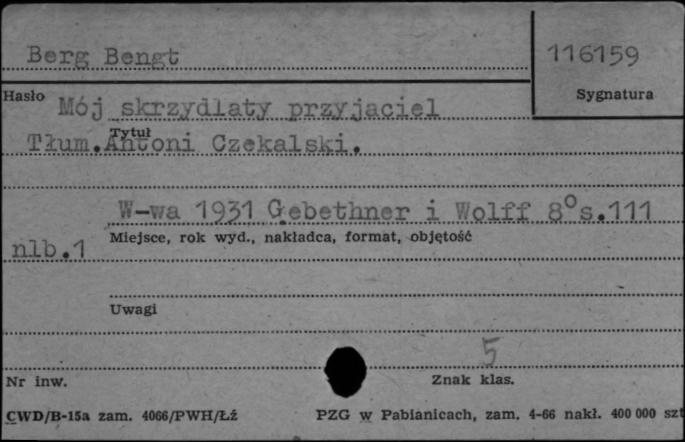 Berg Bengt
116159
Hasło
Sygnatura
Mój skrzydlaty przyjaciel
Tytuł
Tłum.Antoni Czekalski.
W-wa 1931 Gebethner i Wolff 8°s.111
Miejsce, rok wyd., nakładca, format, objętość
nlb.1
Uwagi
5
Nr inw.
Znak klas.
CWD/B-15a zam. 4066/PWH/Łź
PZG w Pabianicach, zam. 4-66 nakł. 400 000 szt